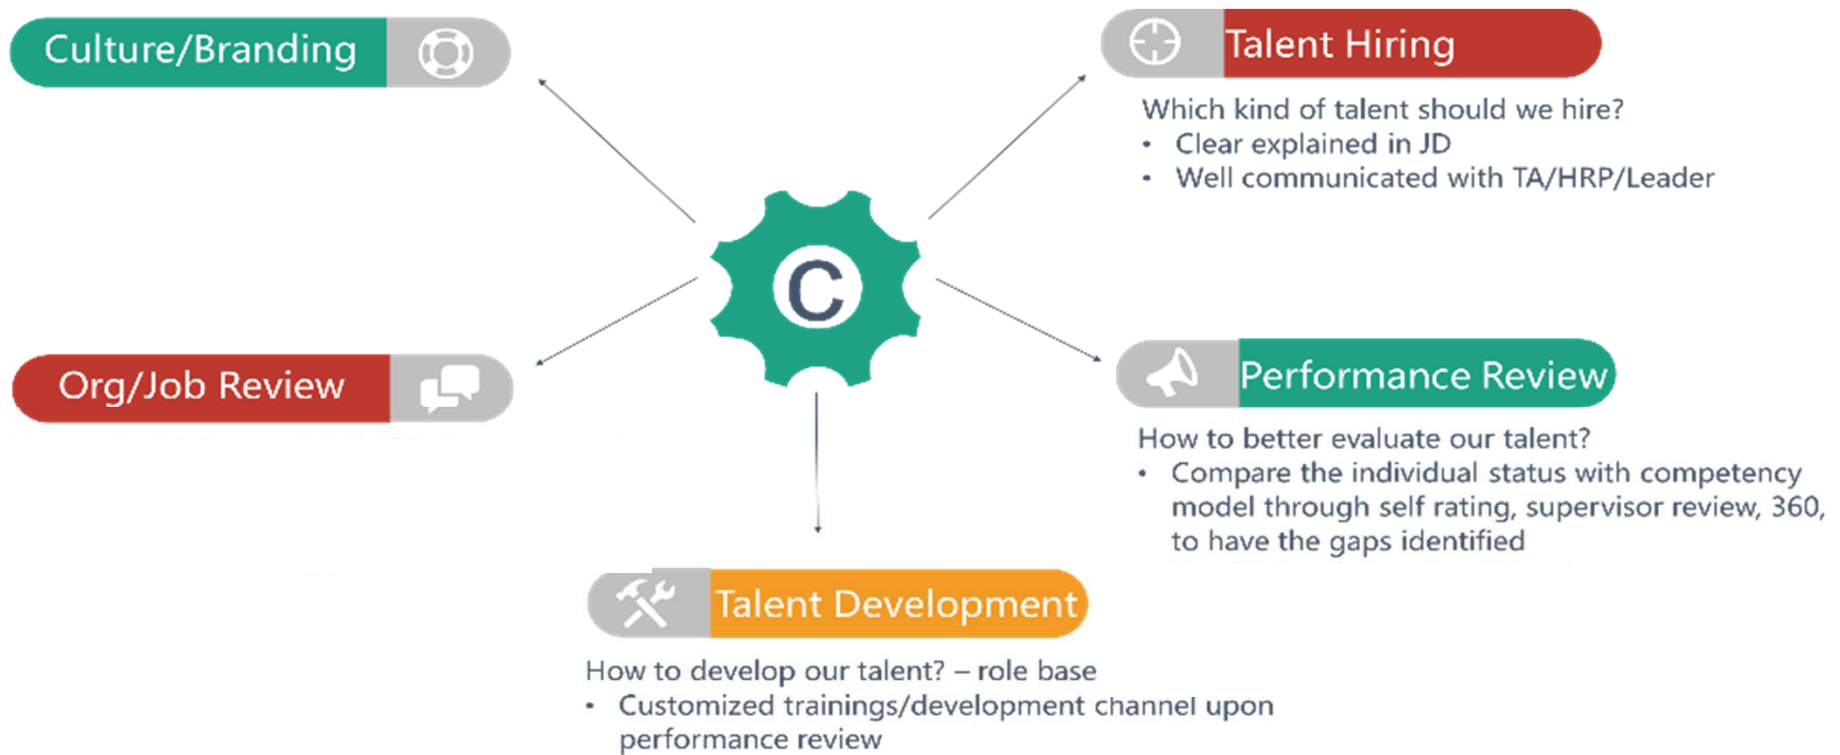 Culture/Branding
Talent Hiring
Which kind of talent should we hire?
• Clear explained in JD
• Well communicated with TA/HRP/Leader
C
Org/Job Review
Performance Review
How to better evaluate our talent?
• Compare the individual status with competency
model through self rating, supervisor review, 360,
to have the gaps identified
Talent Development
How to develop our talent? – role base
• Customized trainings/development channel upon
performance review